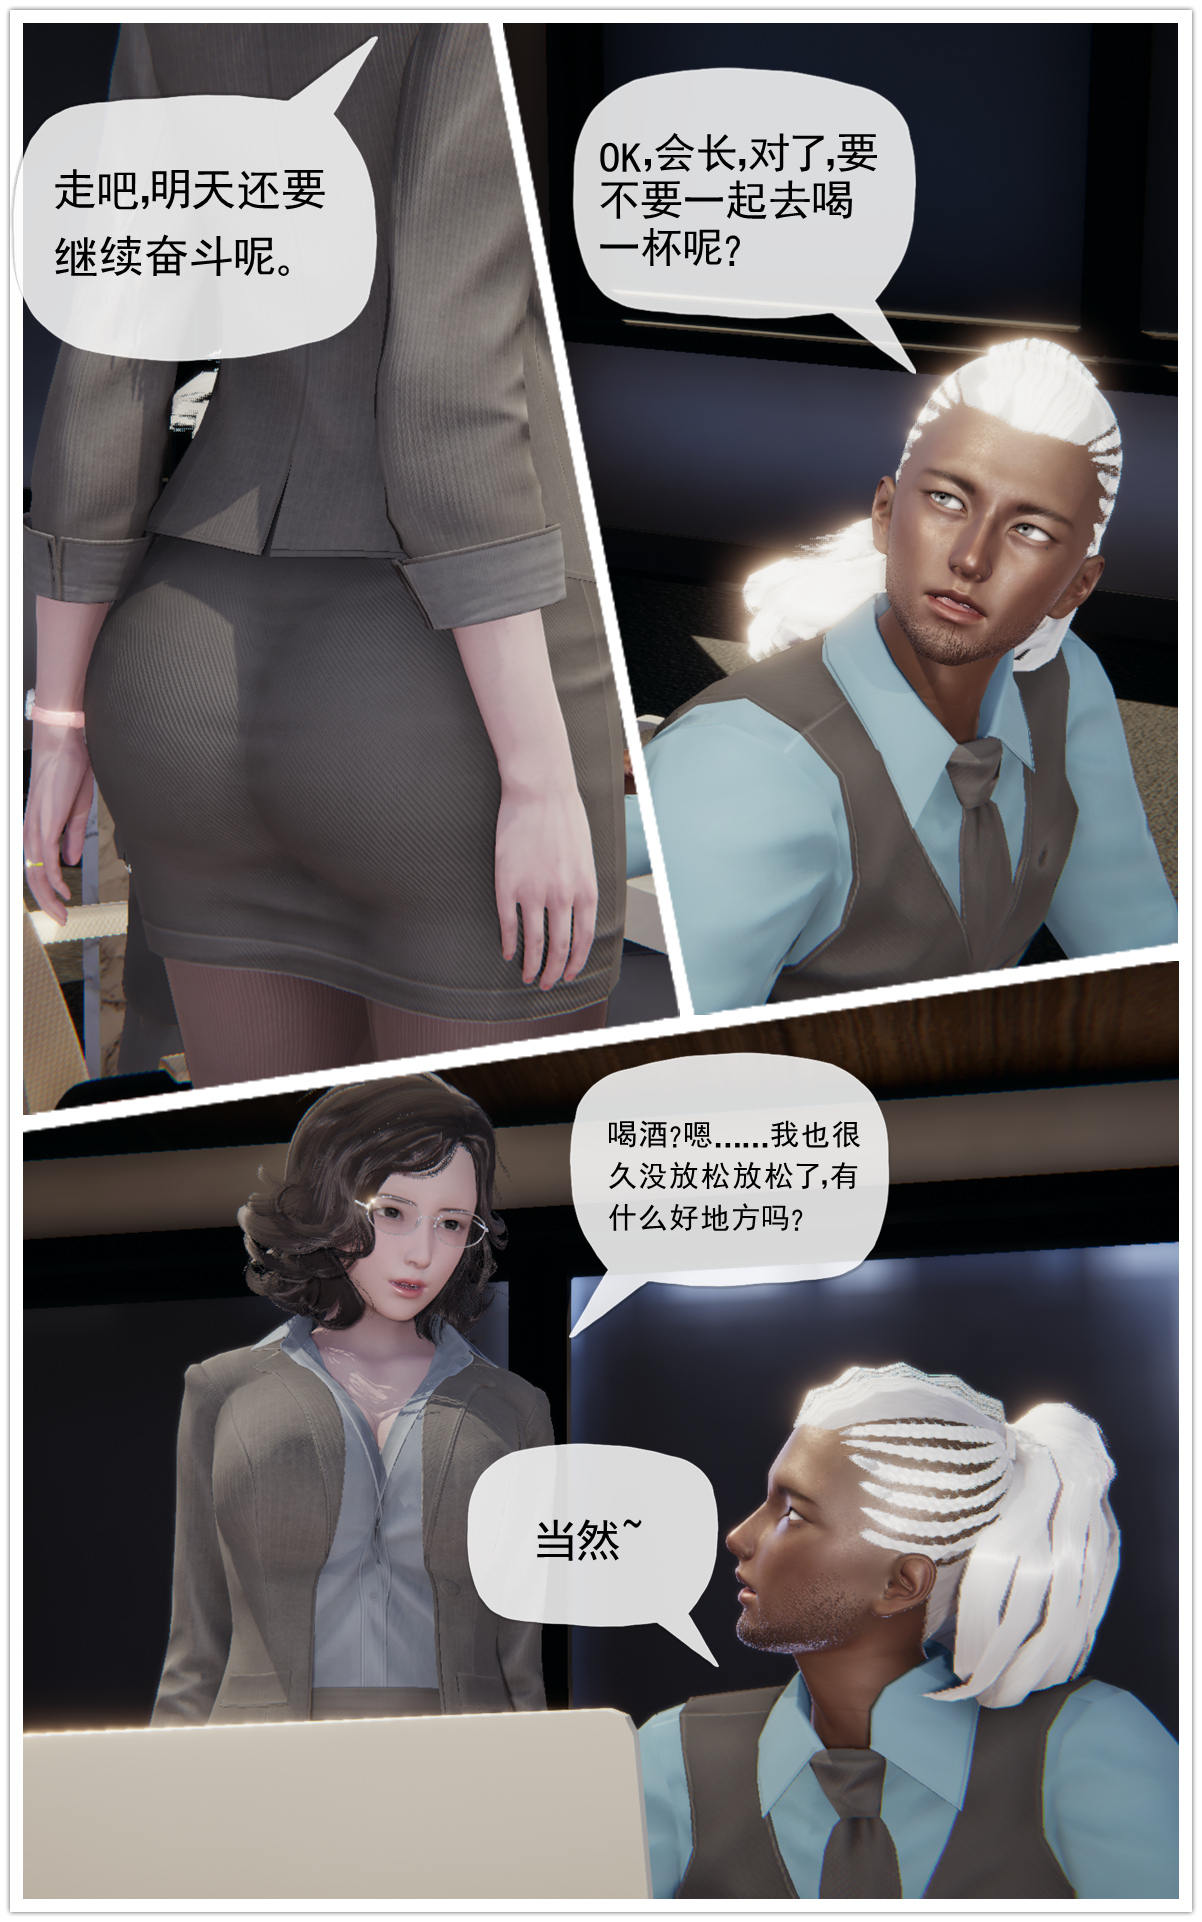 走吧,明天还要
继续奋斗呢。
OK,会长,对了,要
不要一起去喝
一杯呢?
喝酒?嗯……我也很
久没放松放松了,有
什么好地方吗?
当然~